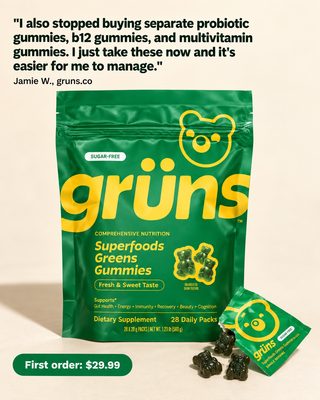 "I also stopped buying separate probiotic
gummies, b12 gummies, and multivitamin
gummies. I just take these now and it's
easier for me to manage."
Jamie W., gruns.co
SUGAR-FREE
grüns
COMPREHENSIVE NUTRITION
Superfoods
Greens
Gummies
Fresh & Sweet Taste
Supports*
Gut Health • Energy • Immunity • Recovery • Beauty • Cognition
Dietary Supplement 28 Daily Packs
grüns
First order: $29.99